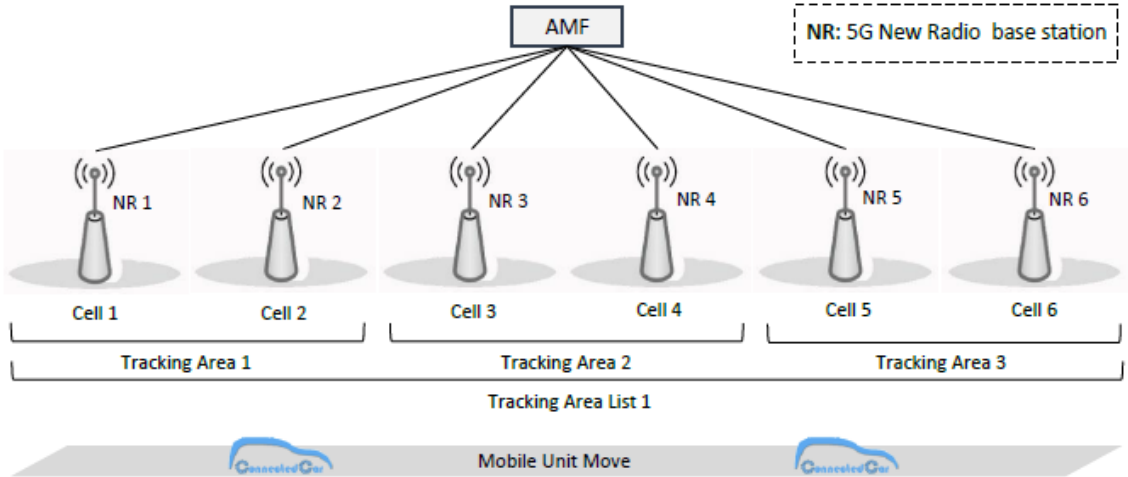 AMF
NR: 5G New Radio base station
NR 1
NR 2
NR 3
NR 4
NR 5
NR 6
Cell 1
Cell 2
Cell 3
Cell 4
Cell 5
Cell 6
Tracking Area 1
Tracking Area 2
Tracking Area 3
Tracking Area List 1
ConnectedCar
Mobile Unit Move
ConnectedCar